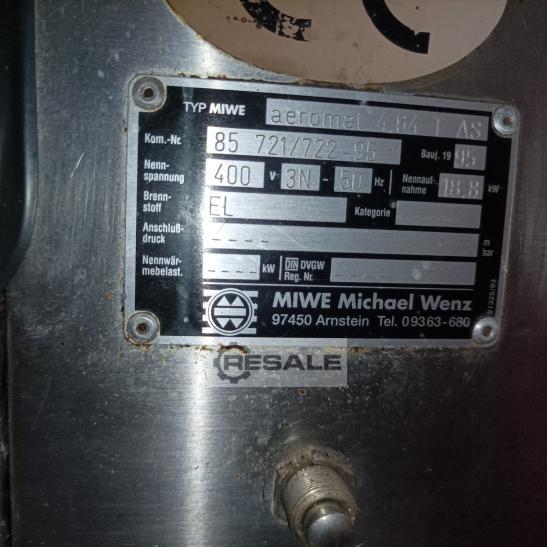 CE
TYP MIWE aeromat 4.64 T AS
Kom.-Nr. 85 721/722-95 Bauj. 19 95
Nenn-spannung 400 V 3N - 50 Hz Nennauf-nahme 18.8 kW
Brenn-stoff EL Kategorie
Anschluß-druck ---- m bar
Nennwär-mebelast. ---- kW DIN DVGW Reg. Nr. ----
MIWE Michael Wenz
97450 Arnstein Tel. 09363-680
RESALE